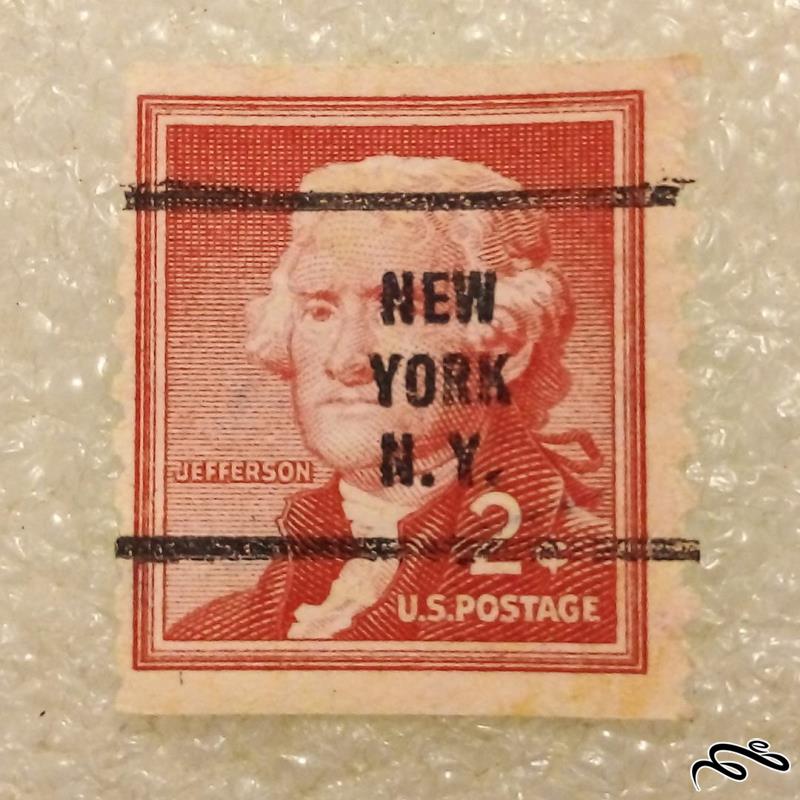 NEW
YORK
N.Y.
JEFFERSON
2¢
U.S.POSTAGE